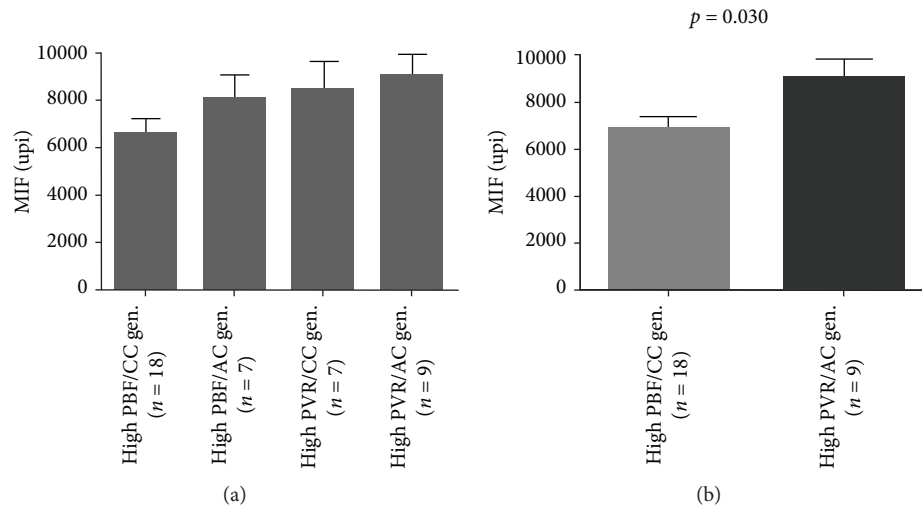 p = 0.030
10000
8000
6000
4000
2000
0
MIF (upi)
High PBF/CC gen.
(n = 18)
High PBF/AC gen.
(n = 7)
High PVR/CC gen.
(n = 7)
High PVR/AC gen.
(n = 9)
(a)
10000
8000
6000
4000
2000
0
MIF (upi)
High PBF/CC gen.
(n = 18)
High PVR/AC gen.
(n = 9)
(b)